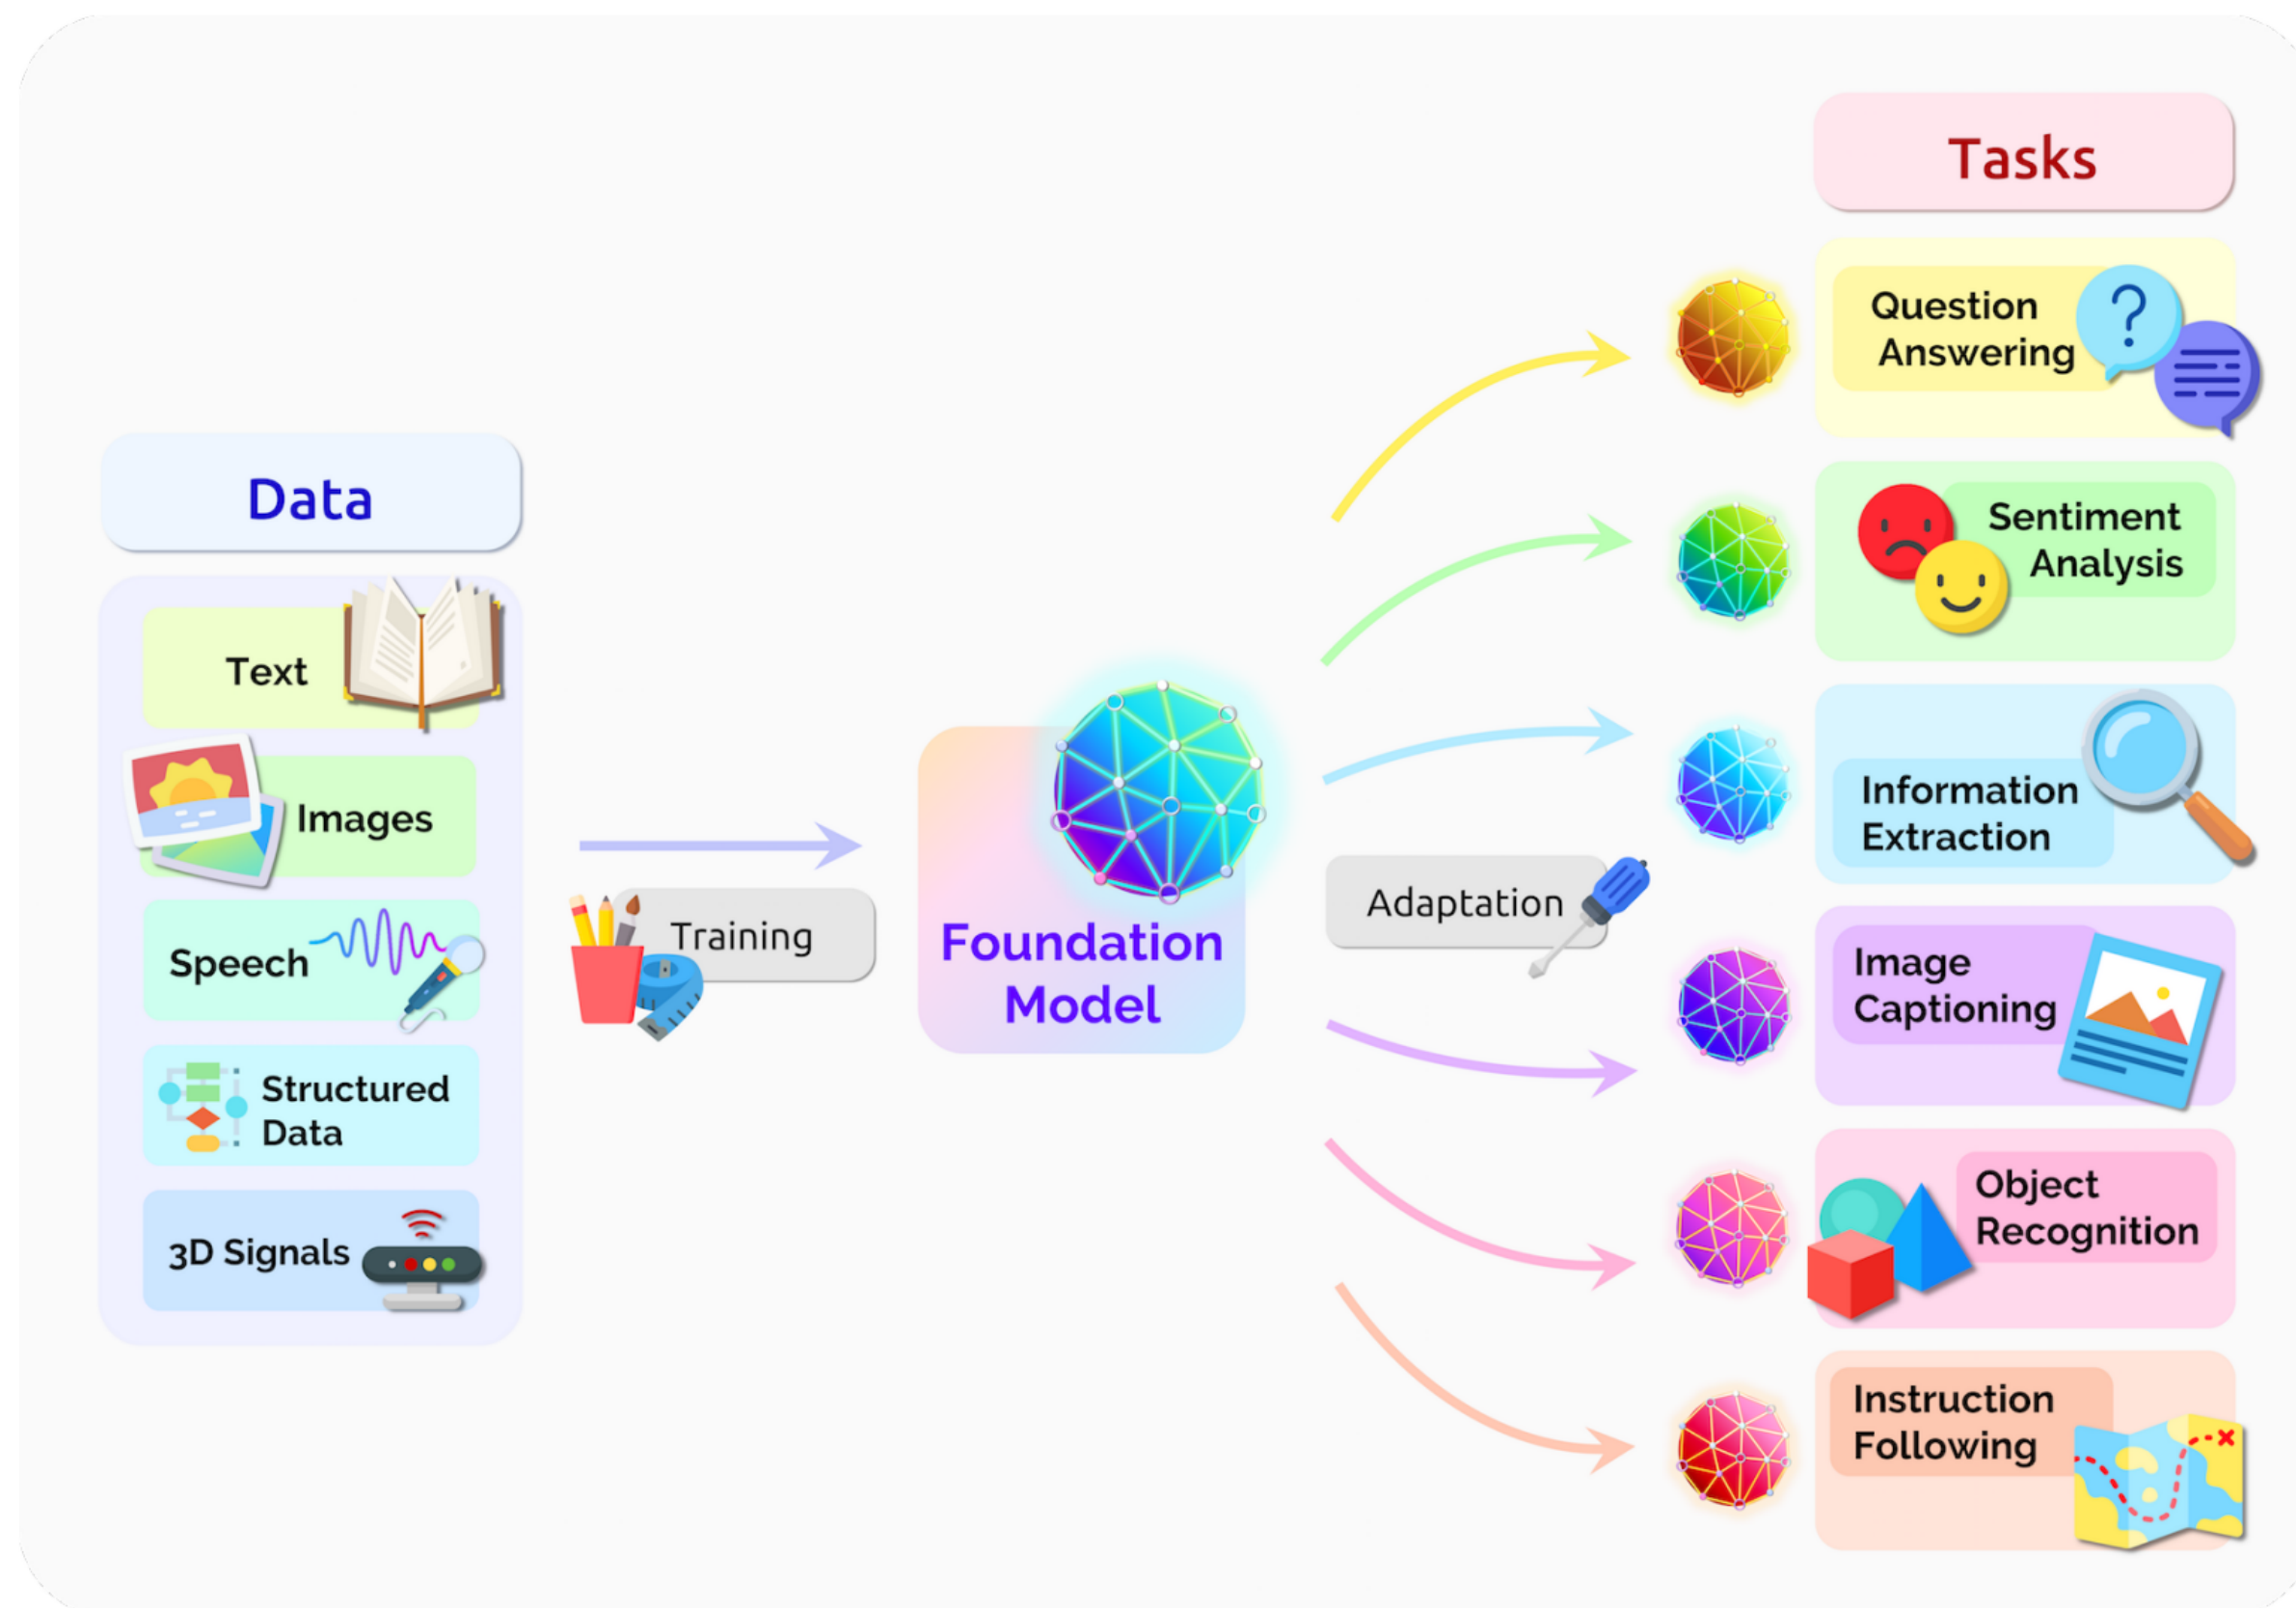 Data
Text
Images
Speech
Structured
Data
3D Signals
Training
Foundation
Model
Adaptation
Tasks
Question
Answering
?
Sentiment
Analysis
Information
Extraction
Image
Captioning
Object
Recognition
Instruction
Following